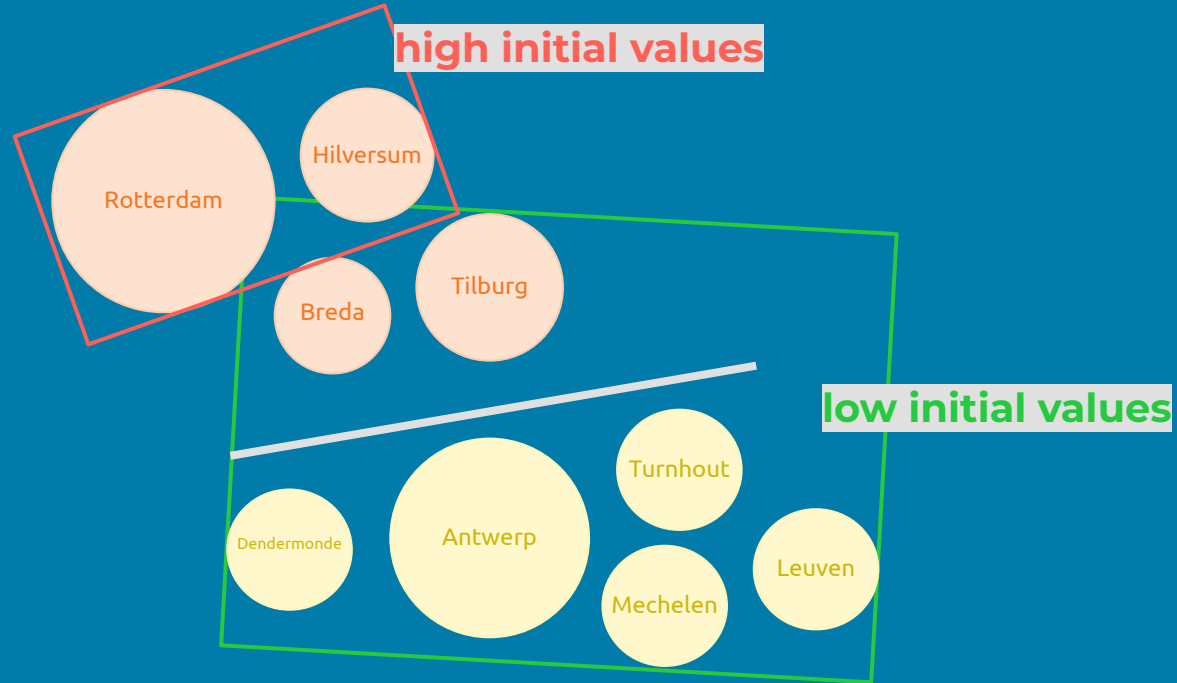 high initial values
Hilversum
Rotterdam
Tilburg
Breda
low initial values
Turnhout
Antwerp
Dendermonde
Leuven
Mechelen